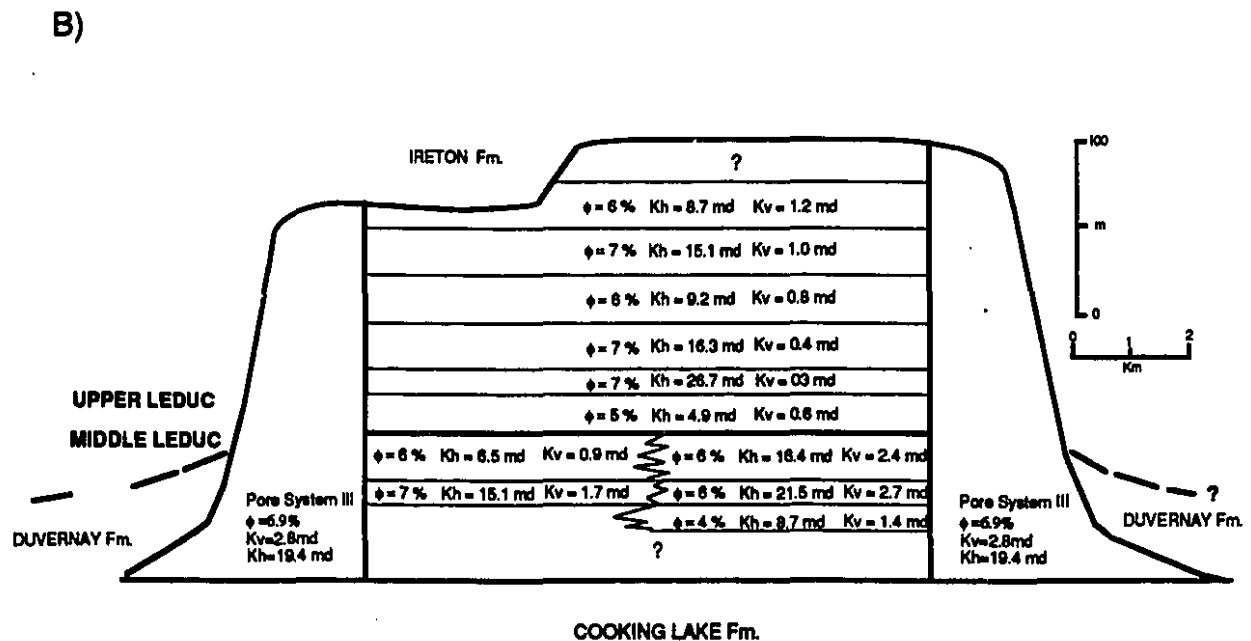 B)
IRETON Fm.
?
ϕ = 6 % Kh = 8.7 md Kv = 1.2 md
ϕ = 7 % Kh = 15.1 md Kv = 1.0 md
ϕ = 6 % Kh = 9.2 md Kv = 0.8 md
ϕ = 7 % Kh = 16.3 md Kv = 0.4 md
ϕ = 7 % Kh = 26.7 md Kv = 03 md
ϕ = 5 % Kh = 4.9 md Kv = 0.6 md
ϕ = 6 % Kh = 6.5 md Kv = 0.9 md
ϕ = 6 % Kh = 16.4 md Kv = 2.4 md
ϕ = 7 % Kh = 15.1 md Kv = 1.7 md
ϕ = 6 % Kh = 21.5 md Kv = 2.7 md
ϕ = 4 % Kh = 8.7 md Kv = 1.4 md
?
100
m
0
0 1 2
Km
UPPER LEDUC
MIDDLE LEDUC
DUVERNAY Fm.
Pore System III
ϕ =6.9%
Kv=2.8md
Kh=19.4 md
Pore System III
ϕ =6.9%
Kv=2.8md
Kh=19.4 md
?
DUVERNAY Fm.
COOKING LAKE Fm.